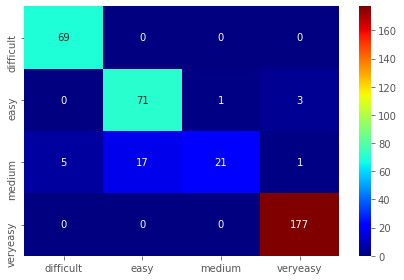 difficult 69 0 0 0
easy 0 71 1 3
medium 5 17 21 1
veryeasy 0 0 0 177
difficult easy medium veryeasy
160
140
120
100
80
60
40
20
0